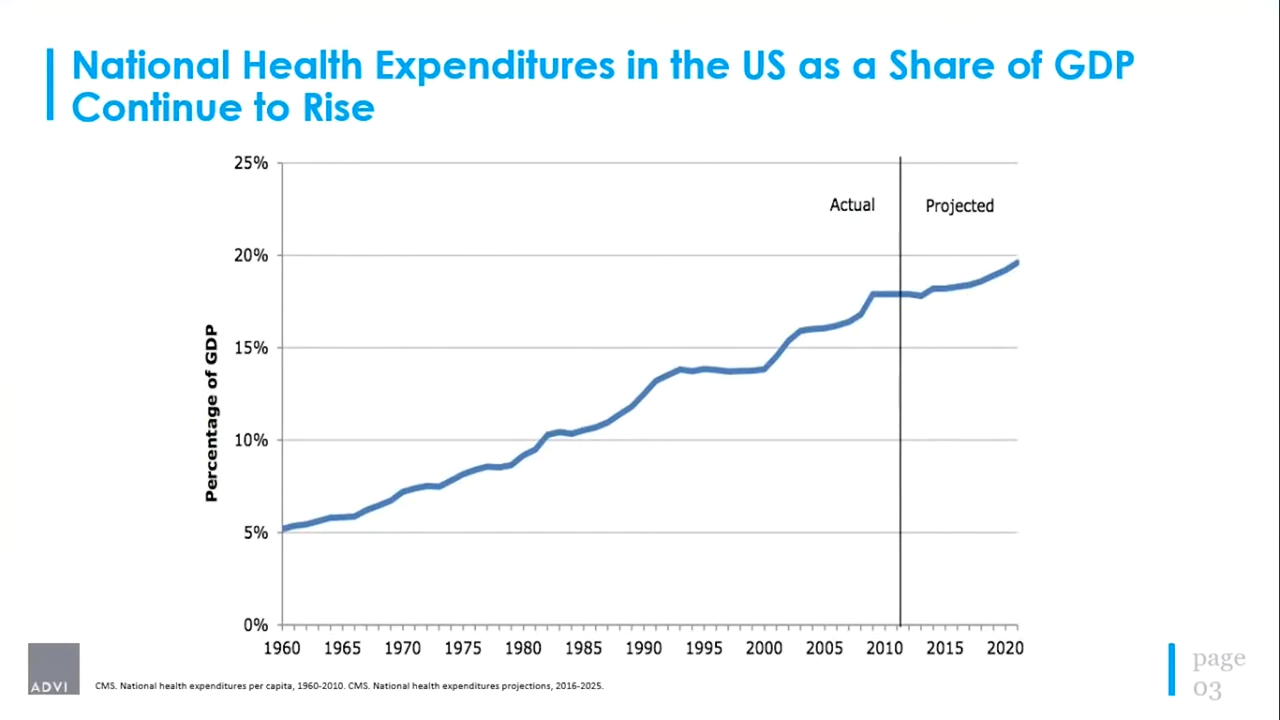 National Health Expenditures in the US as a Share of GDP
Continue to Rise
25%
Actual
Projected
20%
15%
10%
5%
0%
Percentage of GDP
1960 1965 1970 1975 1980 1985 1990 1995 2000 2005 2010 2015 2020
ADVI
CMS. National health expenditures per capita, 1960-2010. CMS. National health expenditures projections, 2016-2025.
page
03